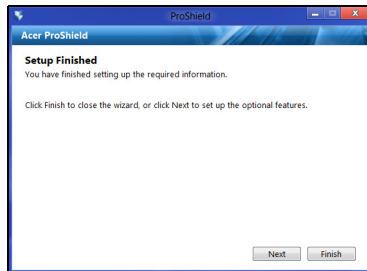 ProShield
Acer ProShield
Setup Finished
You have finished setting up the required information.
Click Finish to close the wizard, or click Next to set up the optional features.
Next Finish